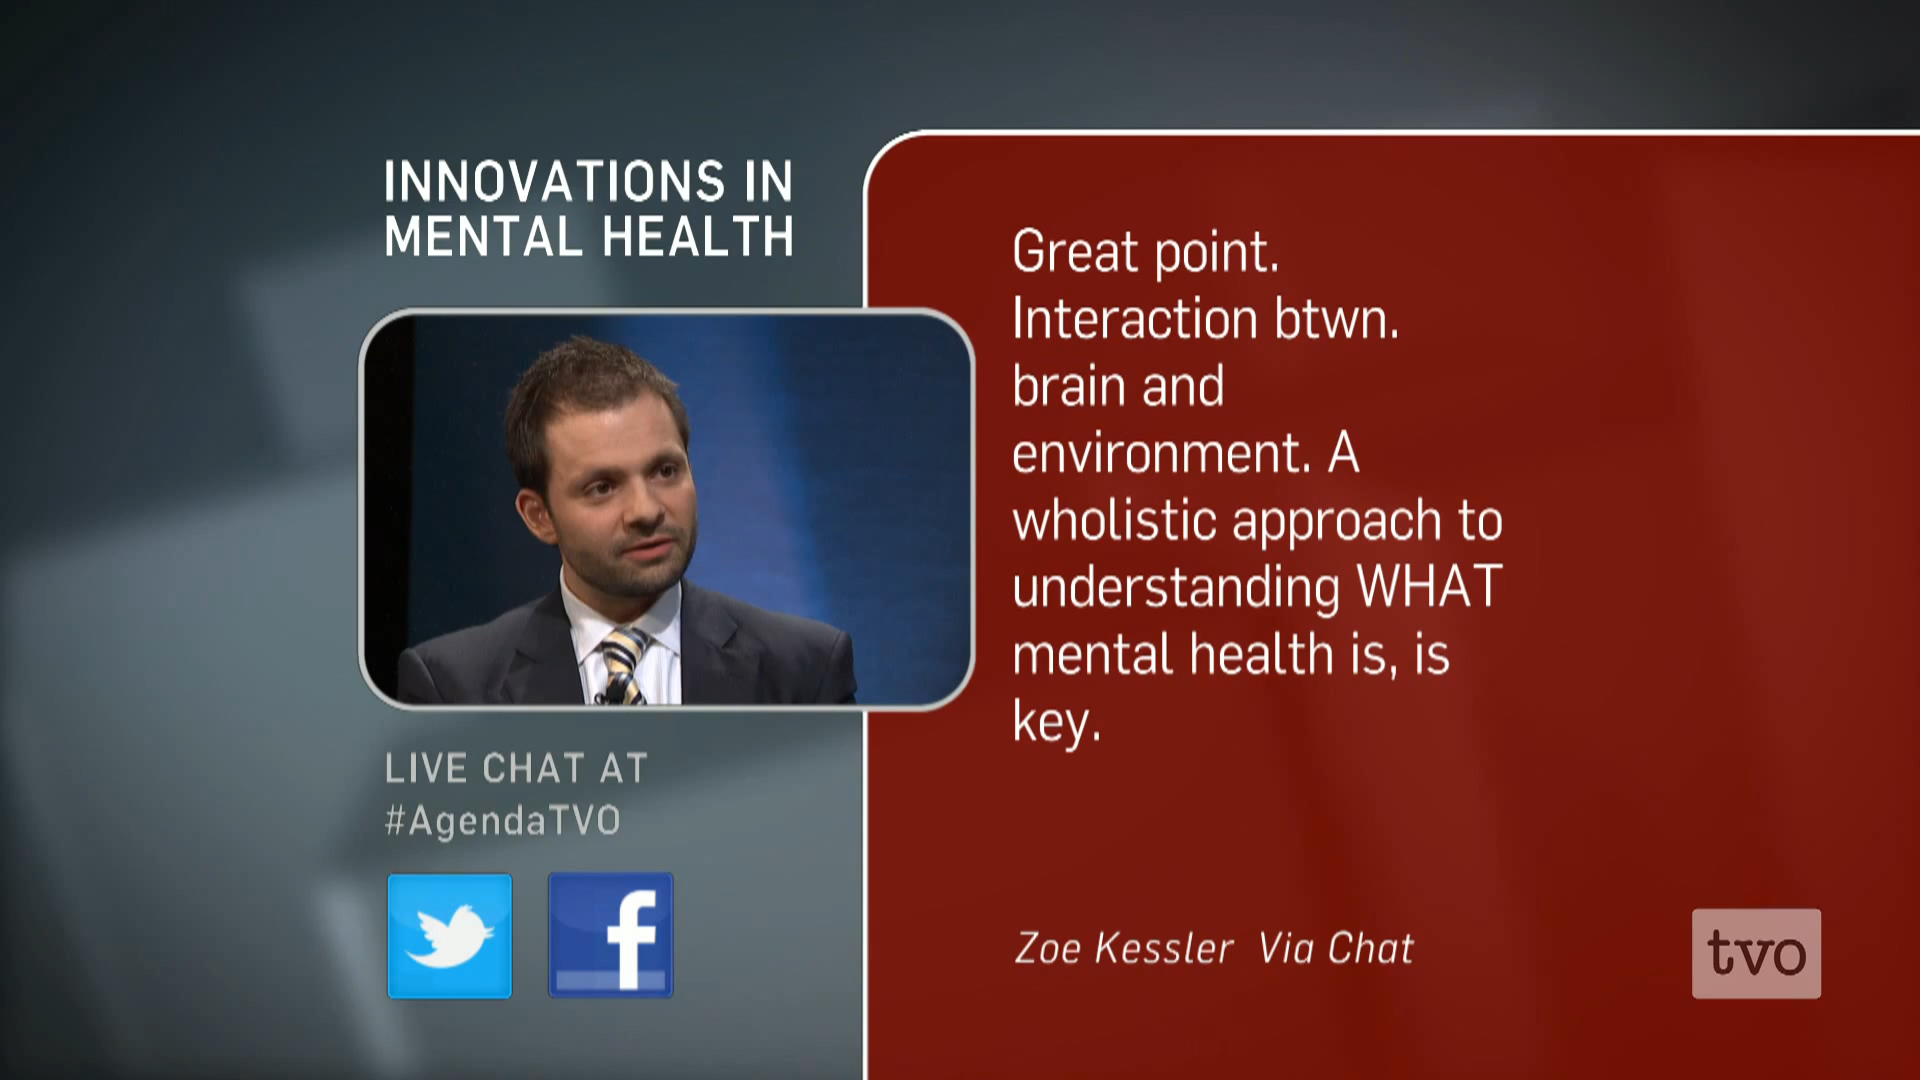 INNOVATIONS IN
MENTAL HEALTH
LIVE CHAT AT
#AgendaTVO
Great point.
Interaction btwn.
brain and
environment. A
wholistic approach to
understanding WHAT
mental health is, is
key.
Zoe Kessler Via Chat
tvo